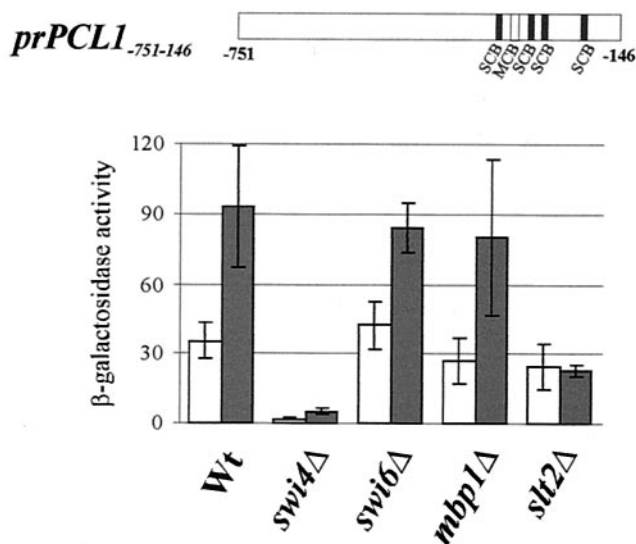 prPCL1-751-146
-751
SCB
MCB
SCB
SCB
SCB
-146
β-galactosidase activity
120
90
60
30
0
Wt
swi4Δ
swi6Δ
mbp1Δ
slt2Δ